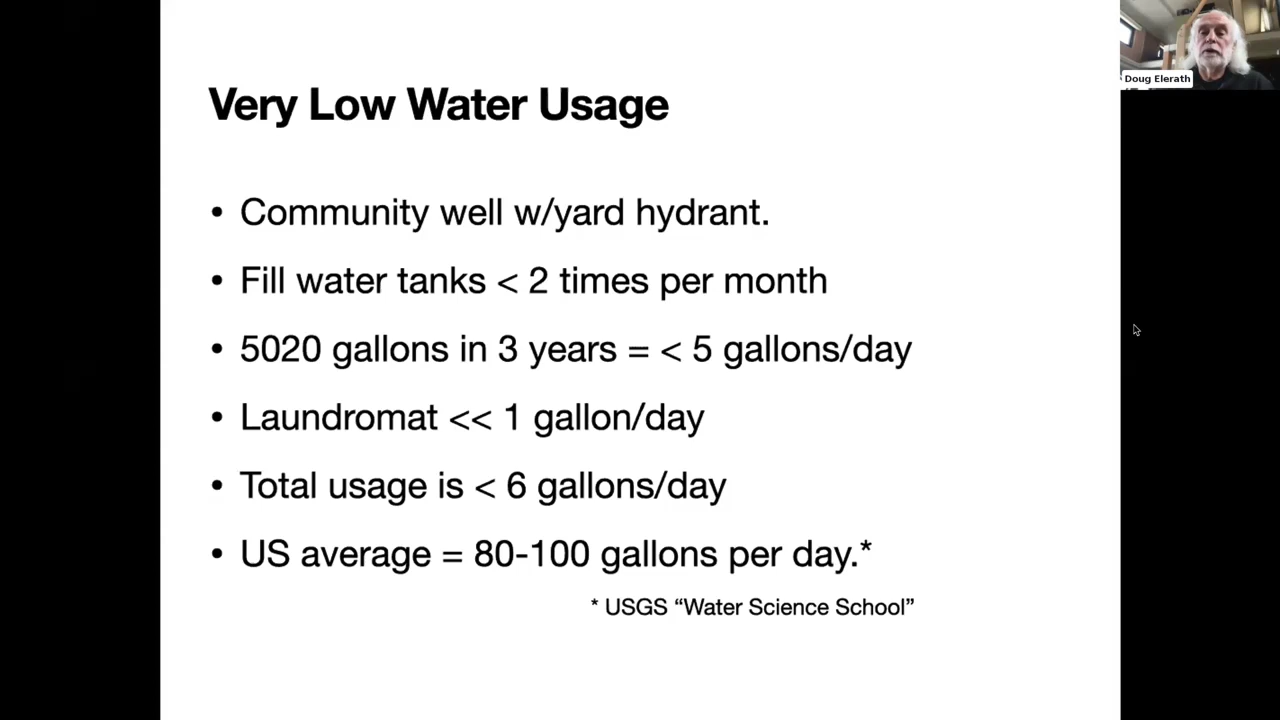 Very Low Water Usage
• Community well w/yard hydrant.
• Fill water tanks < 2 times per month
• 5020 gallons in 3 years = < 5 gallons/day
• Laundromat << 1 gallon/day
• Total usage is < 6 gallons/day
• US average = 80-100 gallons per day.*
* USGS “Water Science School”
Doug Elerath